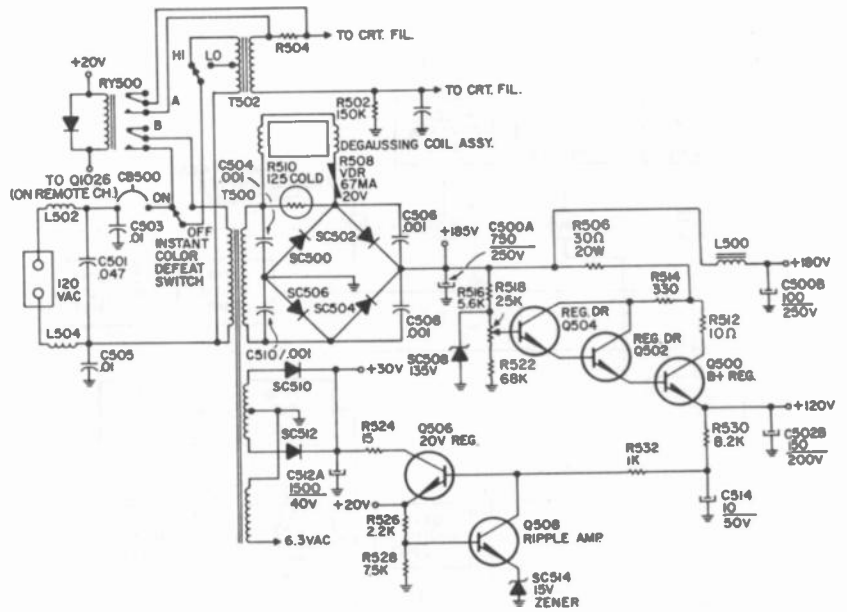 TO CRT. FIL.
R504
HI
LO
+20V
RY500
A
B
T502
TO CRT. FIL.
R502
150K
DEGAUSSING COIL ASSY.
C504
.001
R510
125 COLD
R508
VDR
67MA
20V
TO Q1026
(ON REMOTE CH.)
CB500
ON
T500
L502
C503
.01
OFF
INSTANT
COLOR
DEFEAT
SWITCH
C501
.047
120
VAC
L504
C505
.01
SC502
SC500
SC506
SC504
C506
.001
C508
.001
C510/.001
+185V
C500A
750
250V
R506
30Ω
20W
L500
+180V
C500B
100
250V
R516
5.6K
R518
25K
R514
330
REG. DR
Q504
REG. DR
Q502
R512
10Ω
Q500
B+ REG.
SC508
135V
R522
68K
+120V
C502B
150
200V
R530
8.2K
SC510
+30V
SC512
R524
15
Q506
20V REG.
R532
1K
C512A
1500
40V
+20V
R526
2.2K
R528
7.5K
Q508
RIPPLE AMP.
C514
10
50V
6.3VAC
SC514
15V
ZENER